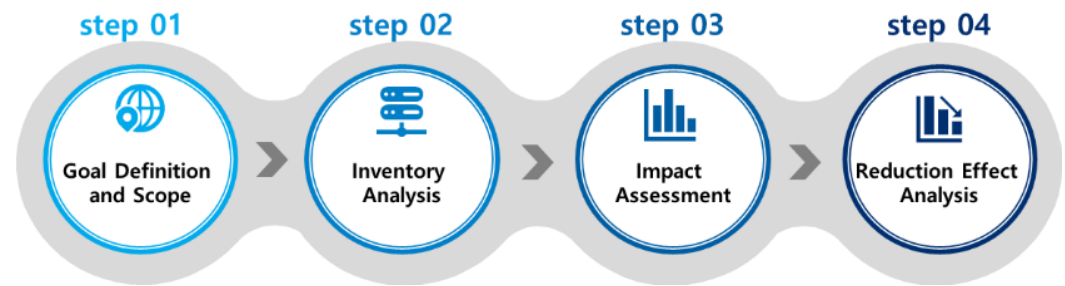 step 01
step 02
step 03
step 04
Goal Definition
and Scope
Inventory
Analysis
Impact
Assessment
Reduction Effect
Analysis